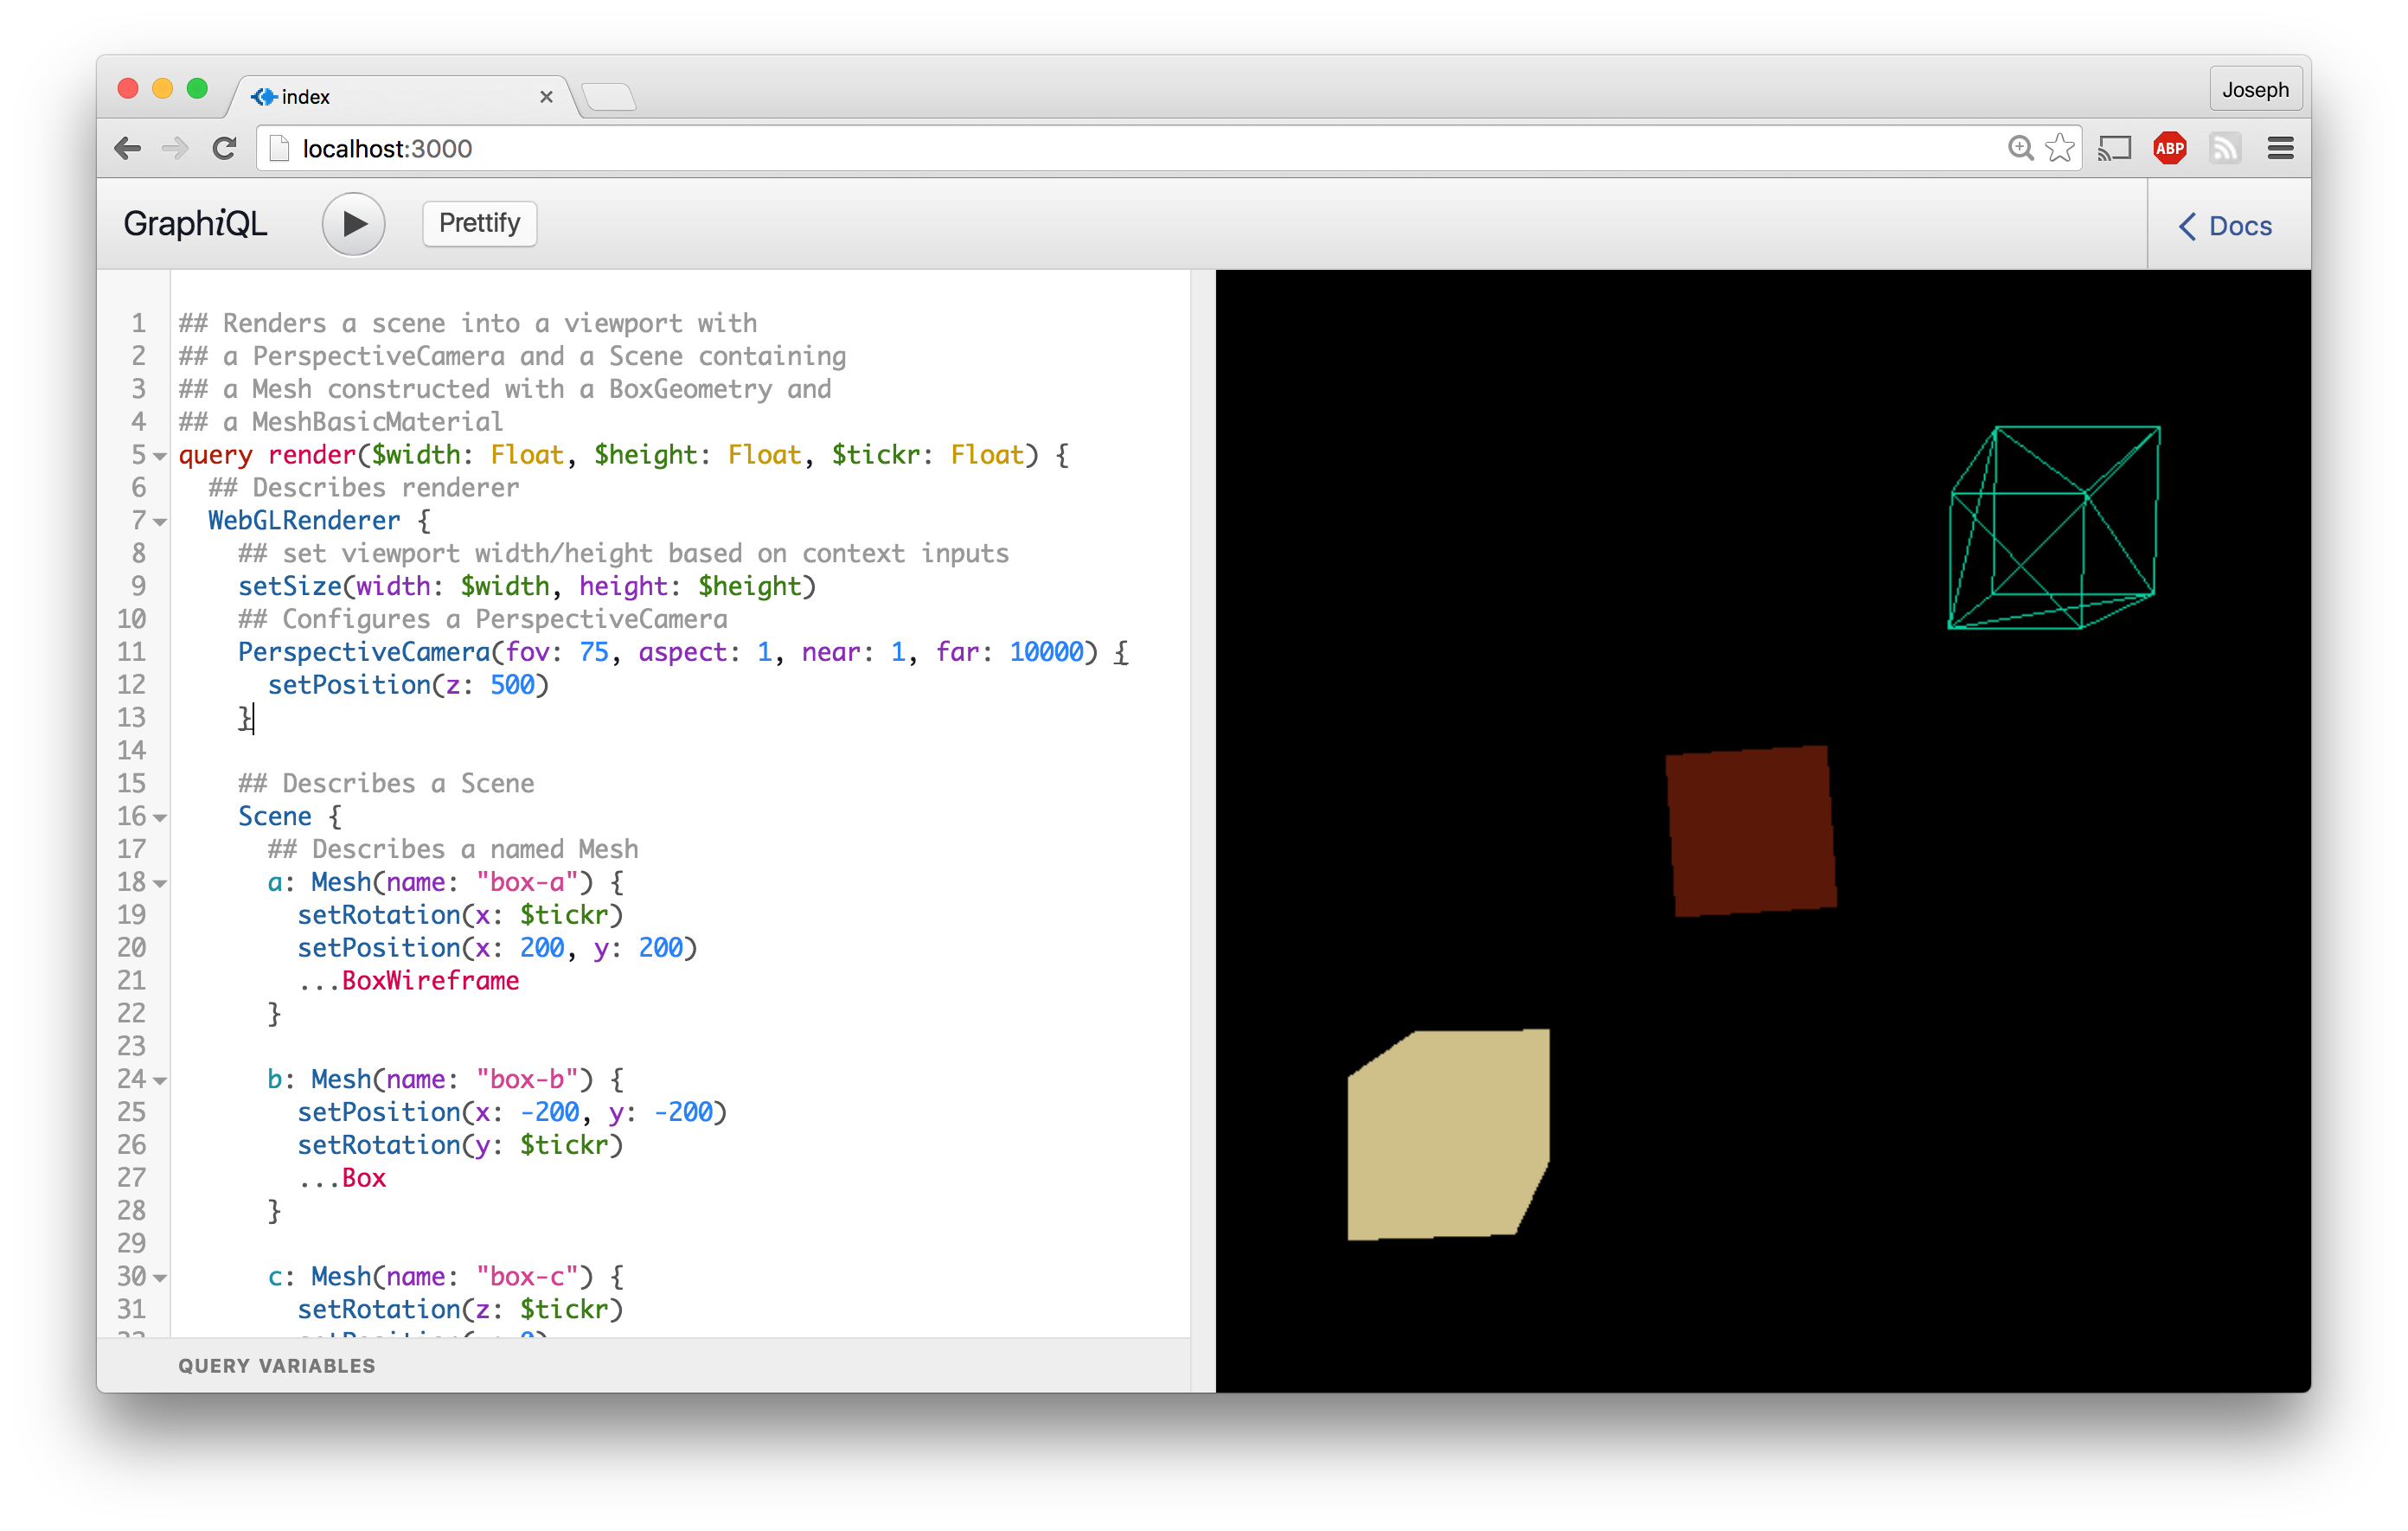 index
Joseph
localhost:3000
ABP
GraphiQL
Prettify
Docs
1 ## Renders a scene into a viewport with
2 ## a PerspectiveCamera and a Scene containing
3 ## a Mesh constructed with a BoxGeometry and
4 ## a MeshBasicMaterial
5 query render($width: Float, $height: Float, $tickr: Float) {
6 ## Describes renderer
7 WebGLRenderer {
8 ## set viewport width/height based on context inputs
9 setSize(width: $width, height: $height)
10 ## Configures a PerspectiveCamera
11 PerspectiveCamera(fov: 75, aspect: 1, near: 1, far: 10000) {
12 setPosition(z: 500)
13 }
14
15 ## Describes a Scene
16 Scene {
17 ## Describes a named Mesh
18 a: Mesh(name: "box-a") {
19 setRotation(x: $tickr)
20 setPosition(x: 200, y: 200)
21 ...BoxWireframe
22 }
23
24 b: Mesh(name: "box-b") {
25 setPosition(x: -200, y: -200)
26 setRotation(y: $tickr)
27 ...Box
28 }
29
30 c: Mesh(name: "box-c") {
31 setRotation(z: $tickr)
QUERY VARIABLES